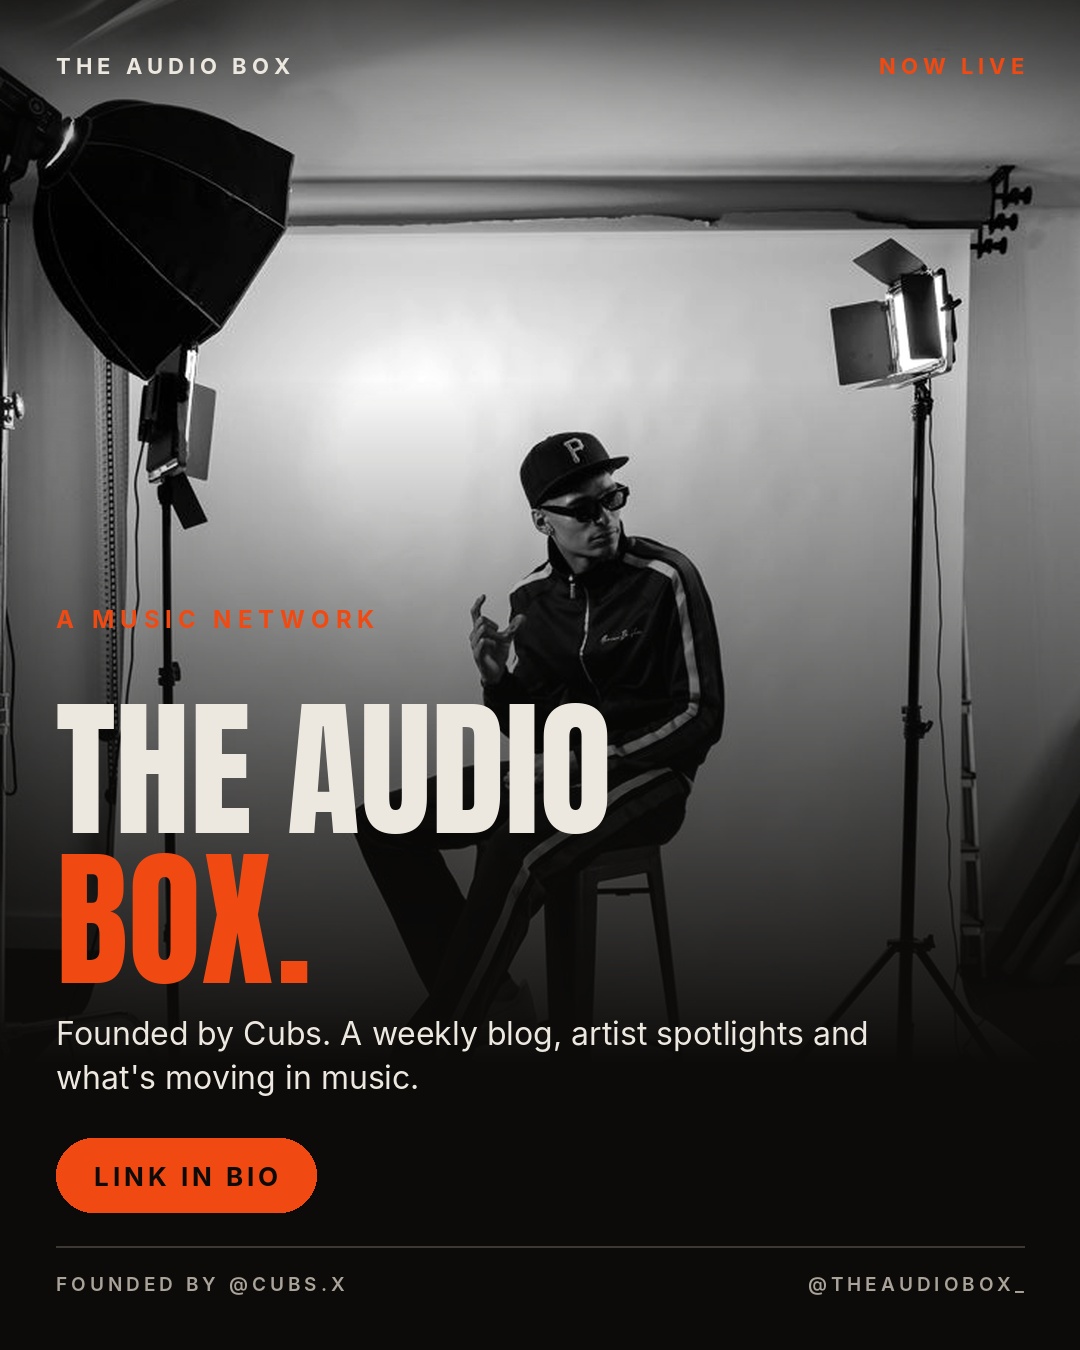 THE AUDIO BOX
NOW LIVE
P
A MUSIC NETWORK
THE AUDIO
BOX.
Founded by Cubs. A weekly blog, artist spotlights and
what's moving in music.
LINK IN BIO
FOUNDED BY @CUBS.X
@THEAUDIOBOX_